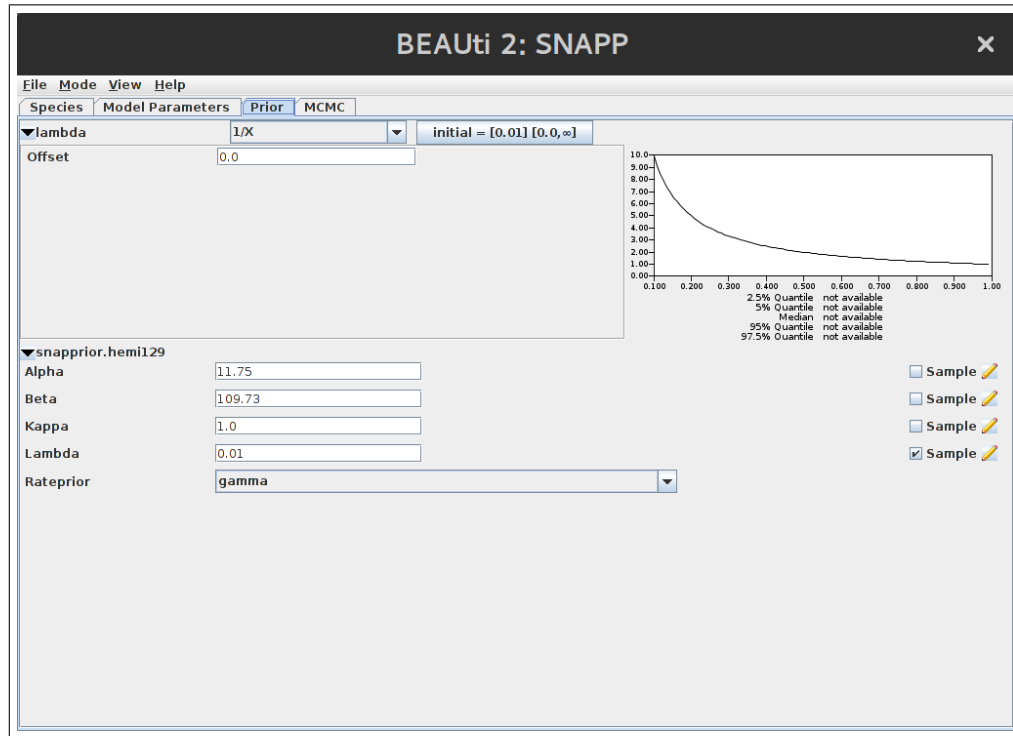 BEAUti 2: SNAPP ×
File Mode View Help
Species Model Parameters Prior MCMC
lambda 1/X initial = [0.01] [0.0,∞]
Offset 0.0
10.0
9.00
8.00
7.00
6.00
5.00
4.00
3.00
2.00
1.00
0.00
0.100 0.200 0.300 0.400 0.500 0.600 0.700 0.800 0.900 1.00
2.5% Quantile not available
5% Quantile not available
Median not available
95% Quantile not available
97.5% Quantile not available
snapprior.hemi129
Alpha 11.75 Sample
Beta 109.73 Sample
Kappa 1.0 Sample
Lambda 0.01 Sample
Rateprior gamma